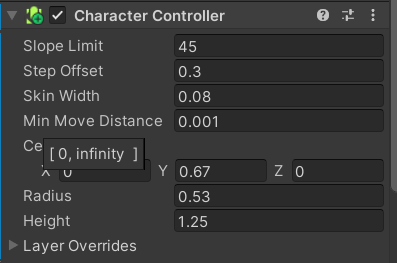 Character Controller
Slope Limit 45
Step Offset 0.3
Skin Width 0.08
Min Move Distance 0.001
Ce
[ 0, infinity ]
X 0 Y 0.67 Z 0
Radius 0.53
Height 1.25
Layer Overrides